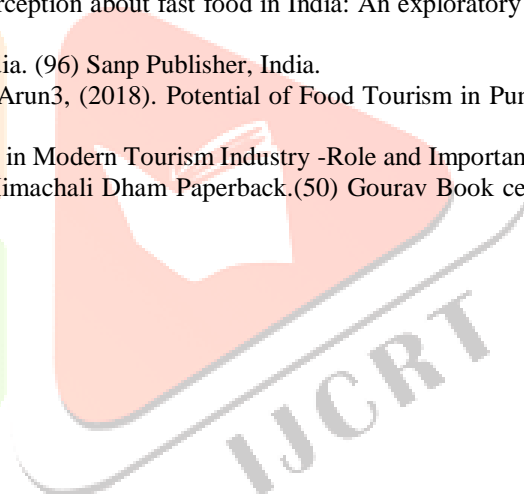 rception about fast food in India: An exploratory
ia. (96) Sanp Publisher, India.
Arun3, (2018). Potential of Food Tourism in Pun
in Modern Tourism Industry -Role and Importan
imachali Dham Paperback.(50) Gourav Book ce
IJCRT